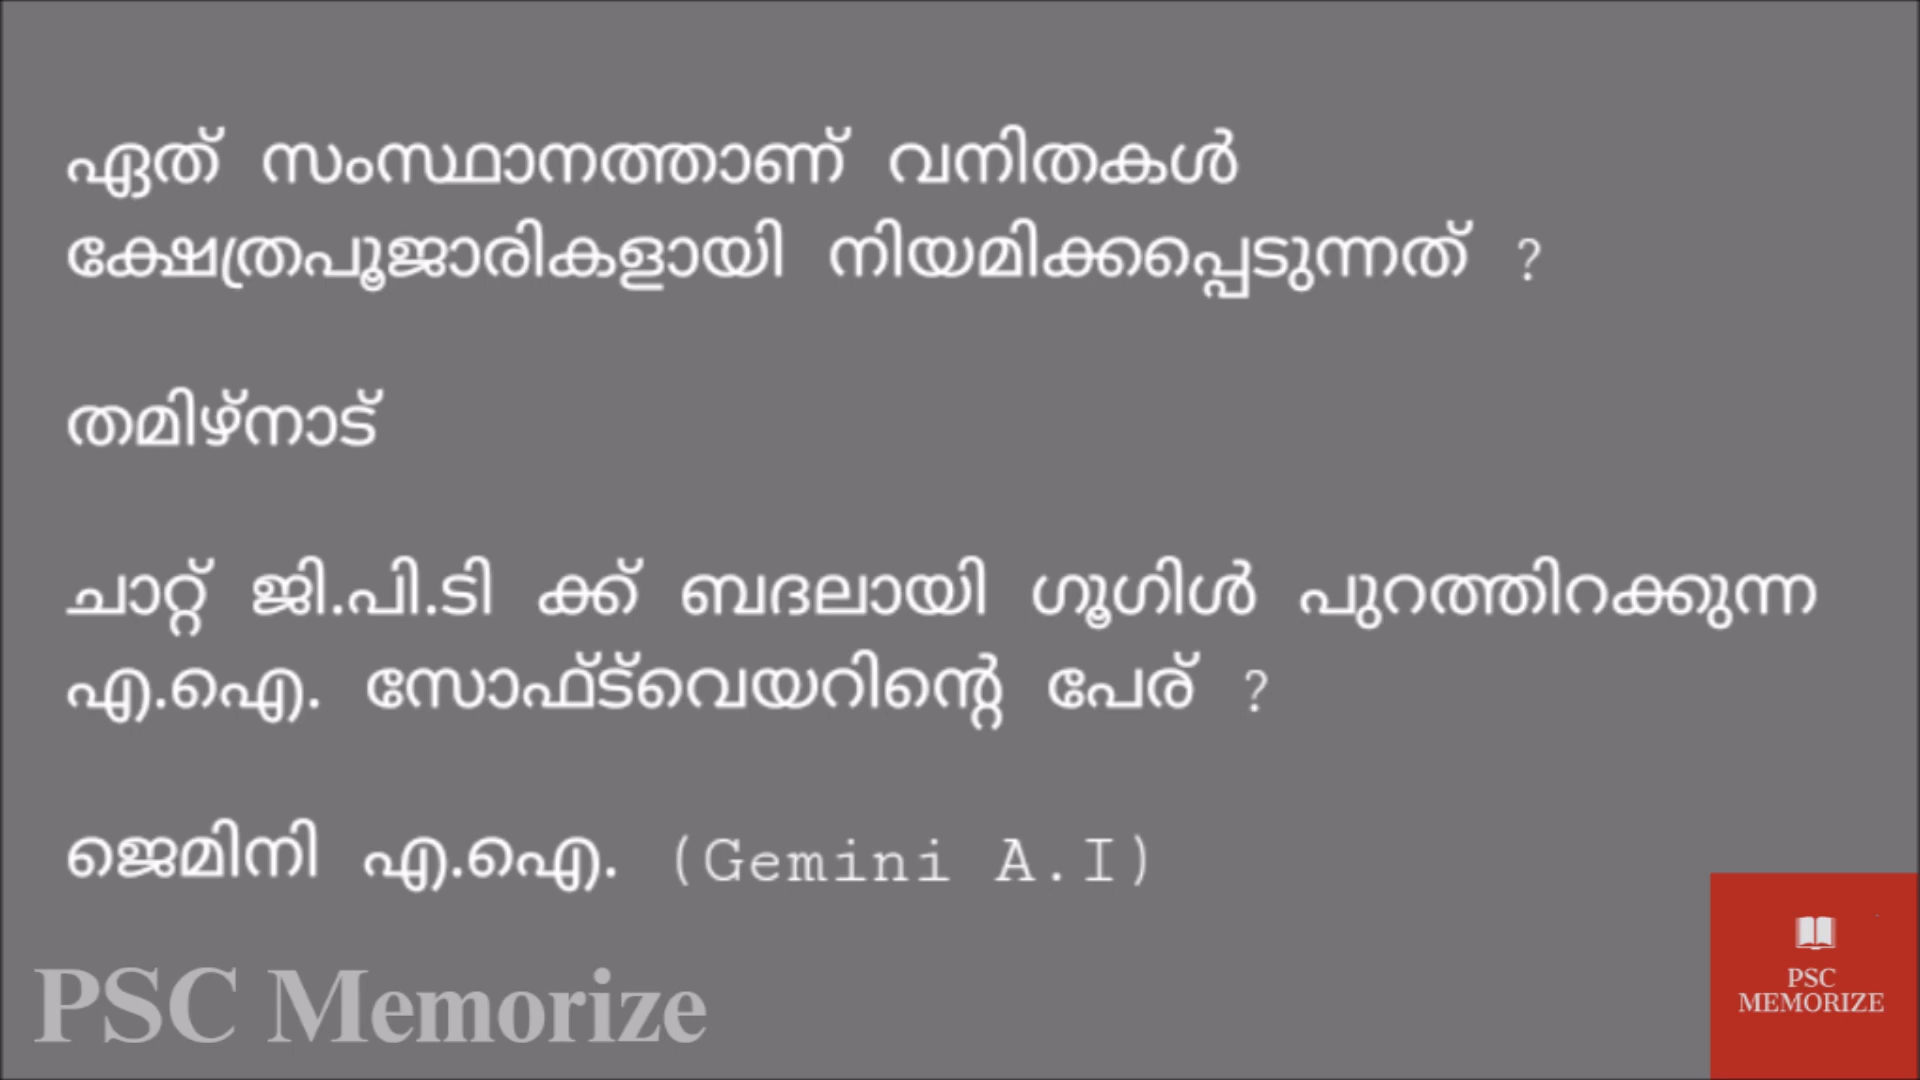 ഏത് സംസ്ഥാനത്താണ് വനിതകൾ
ക്ഷേത്രപൂജാരികളായി നിയമിക്കപ്പെടുന്നത് ?
തമിഴ്നാട്
ചാറ്റ് ജി.പി.ടി ക്ക് ബദലായി ഗൂഗിൾ പുറത്തിറക്കുന്ന
എ.ഐ. സോഫ്ട്‌വെയറിന്റെ പേര് ?
ജെമിനി എ.ഐ. (Gemini A.I)
PSC Memorize
PSC
MEMORIZE